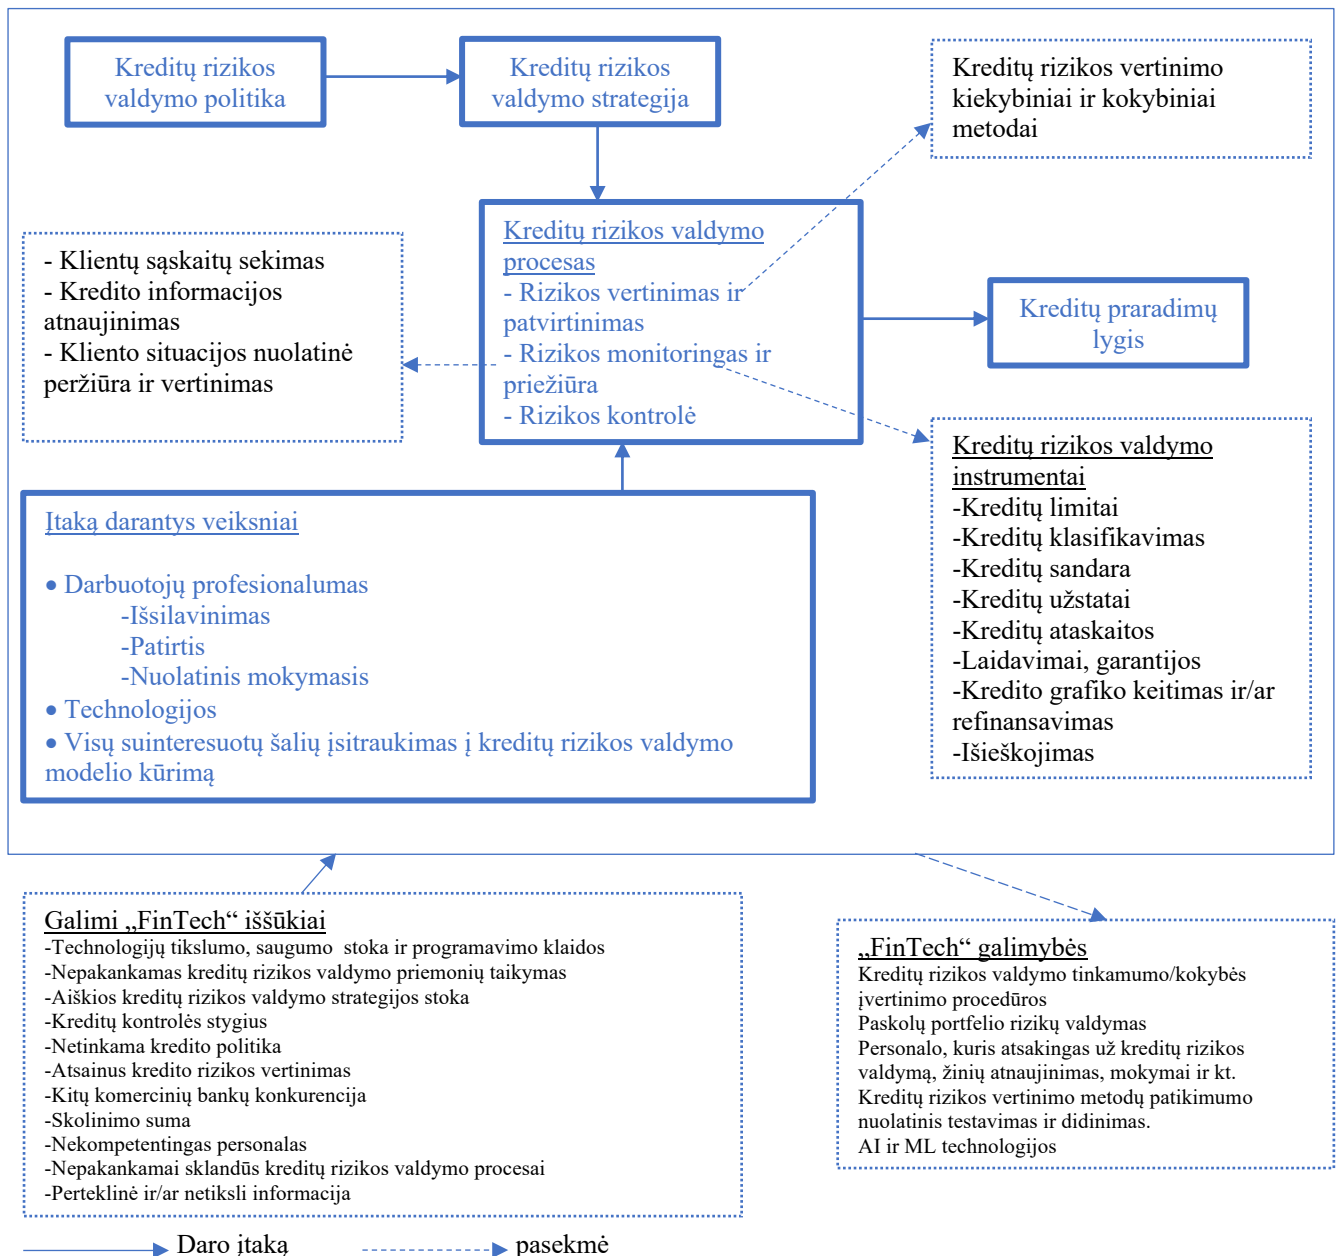 Kreditų rizikos
valdymo politika
Kreditų rizikos
valdymo strategija
Kreditų rizikos vertinimo
kiekybiniai ir kokybiniai
metodai
- Klientų sąskaitų sekimas
- Kredito informacijos
atnaujinimas
- Kliento situacijos nuolatinė
peržiūra ir vertinimas
Kreditų rizikos valdymo
procesas
- Rizikos vertinimas ir
patvirtinimas
- Rizikos monitoringas ir
priežiūra
- Rizikos kontrolė
Kreditų praradimų
lygis
Įtaką darantys veiksniai
• Darbuotojų profesionalumas
-Išsilavinimas
-Patirtis
-Nuolatinis mokymasis
• Technologijos
• Visų suinteresuotų šalių įsitraukimas į kreditų rizikos valdymo
modelio kūrimą
Kreditų rizikos valdymo
instrumentai
-Kreditų limitai
-Kreditų klasifikavimas
-Kreditų sandara
-Kreditų užstatai
-Kreditų ataskaitos
-Laidavimai, garantijos
-Kredito grafiko keitimas ir/ar
refinansavimas
-Išieškojimas
Galimi „FinTech“ iššūkiai
-Technologijų tikslumo, saugumo stoka ir programavimo klaidos
-Nepakankamas kreditų rizikos valdymo priemonių taikymas
-Aiškios kreditų rizikos valdymo strategijos stoka
-Kreditų kontrolės stygius
-Netinkama kredito politika
-Atsainus kredito rizikos vertinimas
-Kitų komercinių bankų konkurencija
-Skolinimo suma
-Nekompetentingas personalas
-Nepakankamai sklandūs kreditų rizikos valdymo procesai
-Perteklinė ir/ar netiksli informacija
„FinTech“ galimybės
Kreditų rizikos valdymo tinkamumo/kokybės
įvertinimo procedūros
Paskolų portfelio rizikų valdymas
Personalo, kuris atsakingas už kreditų rizikos
valdymą, žinių atnaujinimas, mokymai ir kt.
Kreditų rizikos vertinimo metodų patikimumo
nuolatinis testavimas ir didinimas.
AI ir ML technologijos
Daro įtaką
pasekmė